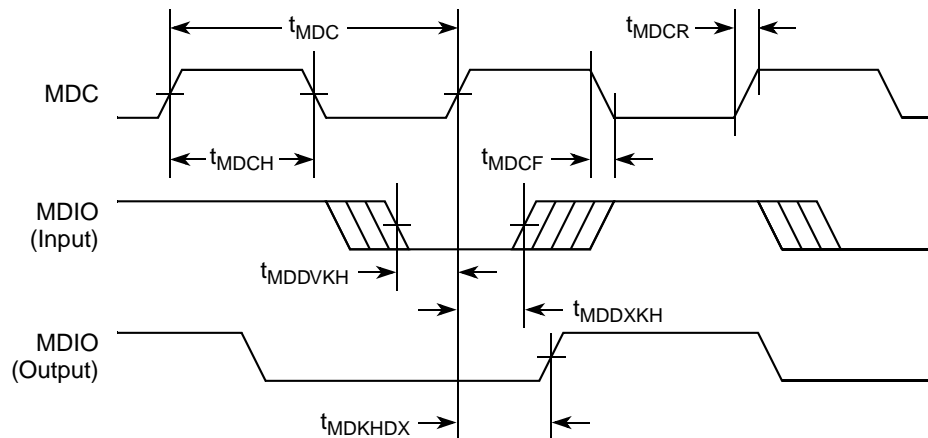 tMDC
tMDCR
MDC
tMDCH
tMDCF
MDIO
(Input)
tMDDVKH
tMDDXKH
MDIO
(Output)
tMDKHDX